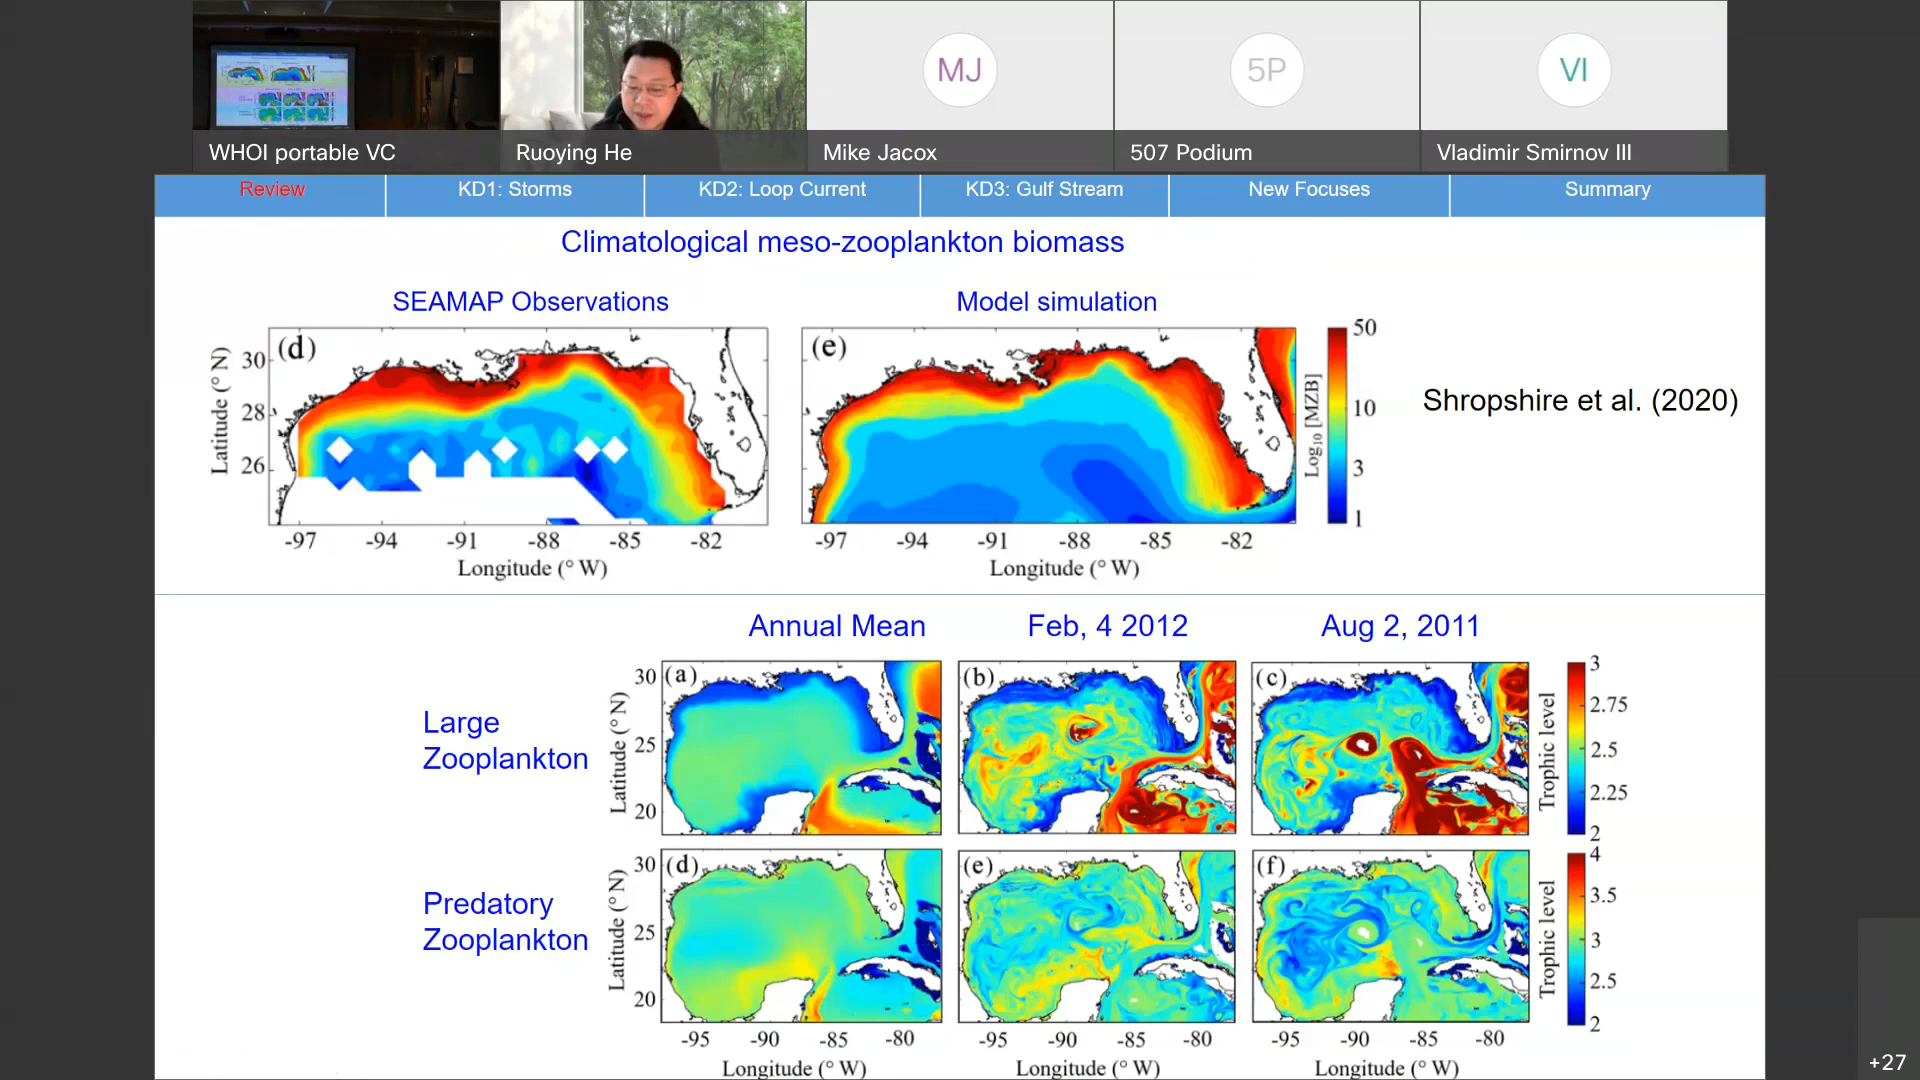 MJ
5P
VI
WHOI portable VC
Ruoying He
Mike Jacox
507 Podium
Vladimir Smirnov III
Review
KD1: Storms
KD2: Loop Current
KD3: Gulf Stream
New Focuses
Summary
Climatological meso-zooplankton biomass
SEAMAP Observations
Model simulation
(d)
(e)
Latitude (° N)
30
28
26
-97
-94
-91
-88
-85
-82
Longitude (° W)
-97
-94
-91
-88
-85
-82
Longitude (° W)
Log10 [MZB]
50
10
3
1
Shropshire et al. (2020)
Annual Mean
Feb, 4 2012
Aug 2, 2011
Large
Zooplankton
Latitude (° N)
30
25
20
(a)
(b)
(c)
Trophic level
3
2.75
2.5
2.25
2
Predatory
Zooplankton
Latitude (° N)
30
25
20
(d)
(e)
(f)
Trophic level
4
3.5
3
2.5
2
-95
-90
-85
-80
Longitude (° W)
-95
-90
-85
-80
Longitude (° W)
-95
-90
-85
-80
Longitude (° W)
+27